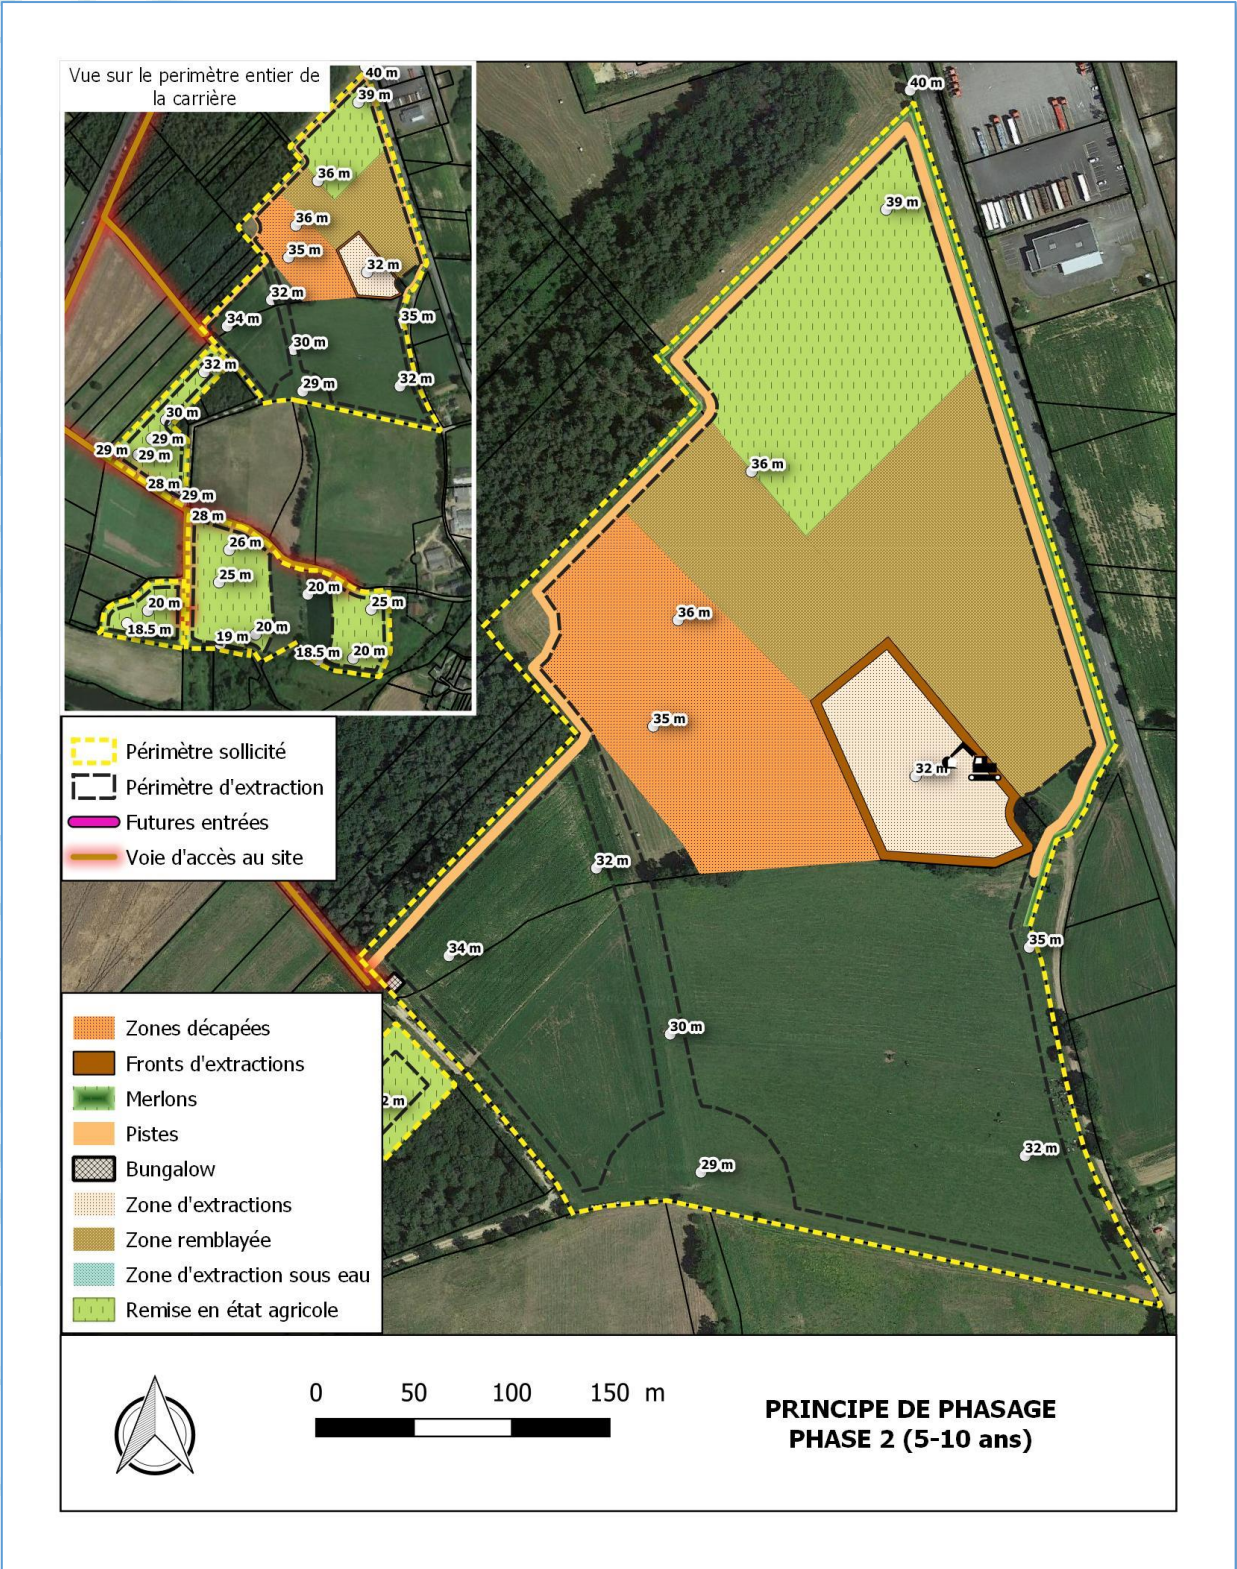 Vue sur le perimètre entier de
la carrière
40 m
39 m
36 m
36 m
35 m
32 m
32 m
34 m
35 m
30 m
32 m
29 m
32 m
30 m
29 m
29 m
29 m
28 m
29 m
28 m
26 m
25 m
20 m
25 m
20 m
18.5 m
20 m
19 m
18.5 m
20 m
40 m
39 m
36 m
36 m
35 m
32 m
32 m
34 m
35 m
30 m
2 m
32 m
29 m
Périmètre sollicité
Périmètre d'extraction
Futures entrées
Voie d'accès au site
Zones décapées
Fronts d'extractions
Merlons
Pistes
Bungalow
Zone d'extractions
Zone remblayée
Zone d'extraction sous eau
Remise en état agricole
0 50 100 150 m
PRINCIPE DE PHASAGE
PHASE 2 (5-10 ans)